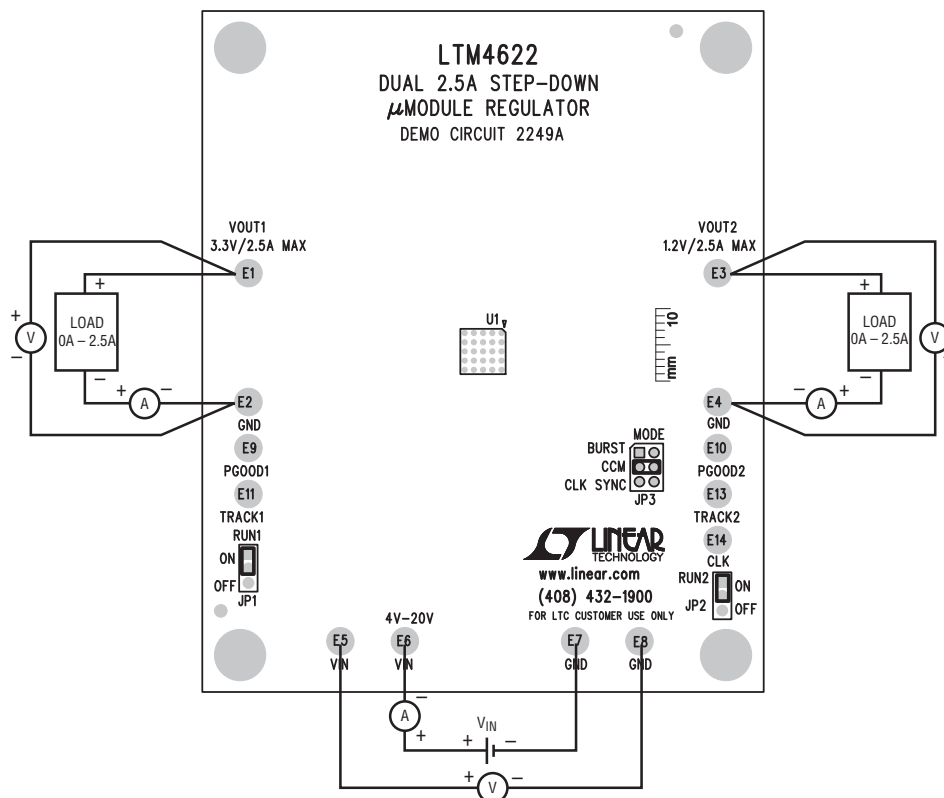 LTM4622
DUAL 2.5A STEP-DOWN
µMODULE REGULATOR
DEMO CIRCUIT 2249A
VOUT1
3.3V/2.5A MAX
E1
+
LOAD
0A – 2.5A
–
+
V
–
+
A
–
E2
GND
E9
PGOOD1
E11
TRACK1
RUN1
ON
OFF
JP1
U1
10
mm
VOUT2
1.2V/2.5A MAX
E3
+
LOAD
0A – 2.5A
–
V
–
A
+
E4
GND
E10
PGOOD2
E13
TRACK2
E14
CLK
RUN2
ON
JP2
OFF
MODE
BURST
CCM
CLK SYNC
JP3
LINEAR
TECHNOLOGY
www.linear.com
(408) 432-1900
FOR LTC CUSTOMER USE ONLY
4V–20V
E5
VIN
E6
VIN
E7
GND
E8
GND
–
A
+
VIN
+
–
+
V
–